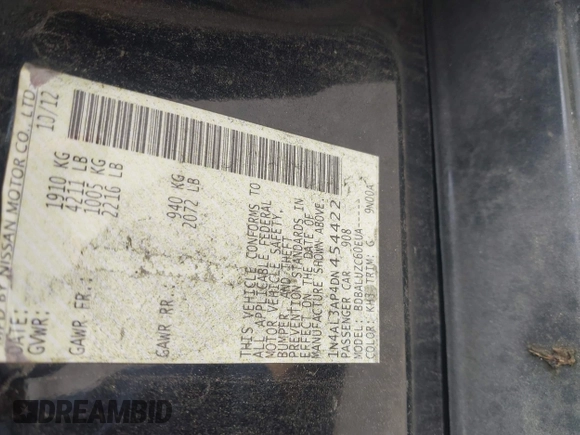 BY NISSAN MOTOR CO., LTD.
DATE: 10/12
GVWR: 1910 KG
4211 LB
GAWR FR: 1005 KG
2216 LB
GAWR RR: 940 KG
2072 LB
THIS VEHICLE CONFORMS TO
ALL APPLICABLE FEDERAL
MOTOR VEHICLE SAFETY,
BUMPER, AND THEFT
PREVENTION STANDARDS IN
EFFECT ON THE DATE OF
MANUFACTURE SHOWN ABOVE.
1N4AL3AP4DN454422
PASSENGER CAR 908
MODEL: BDBALUZC60EUA-----
COLOR: KH3 TRIM: G 9N00A
DREAMBID